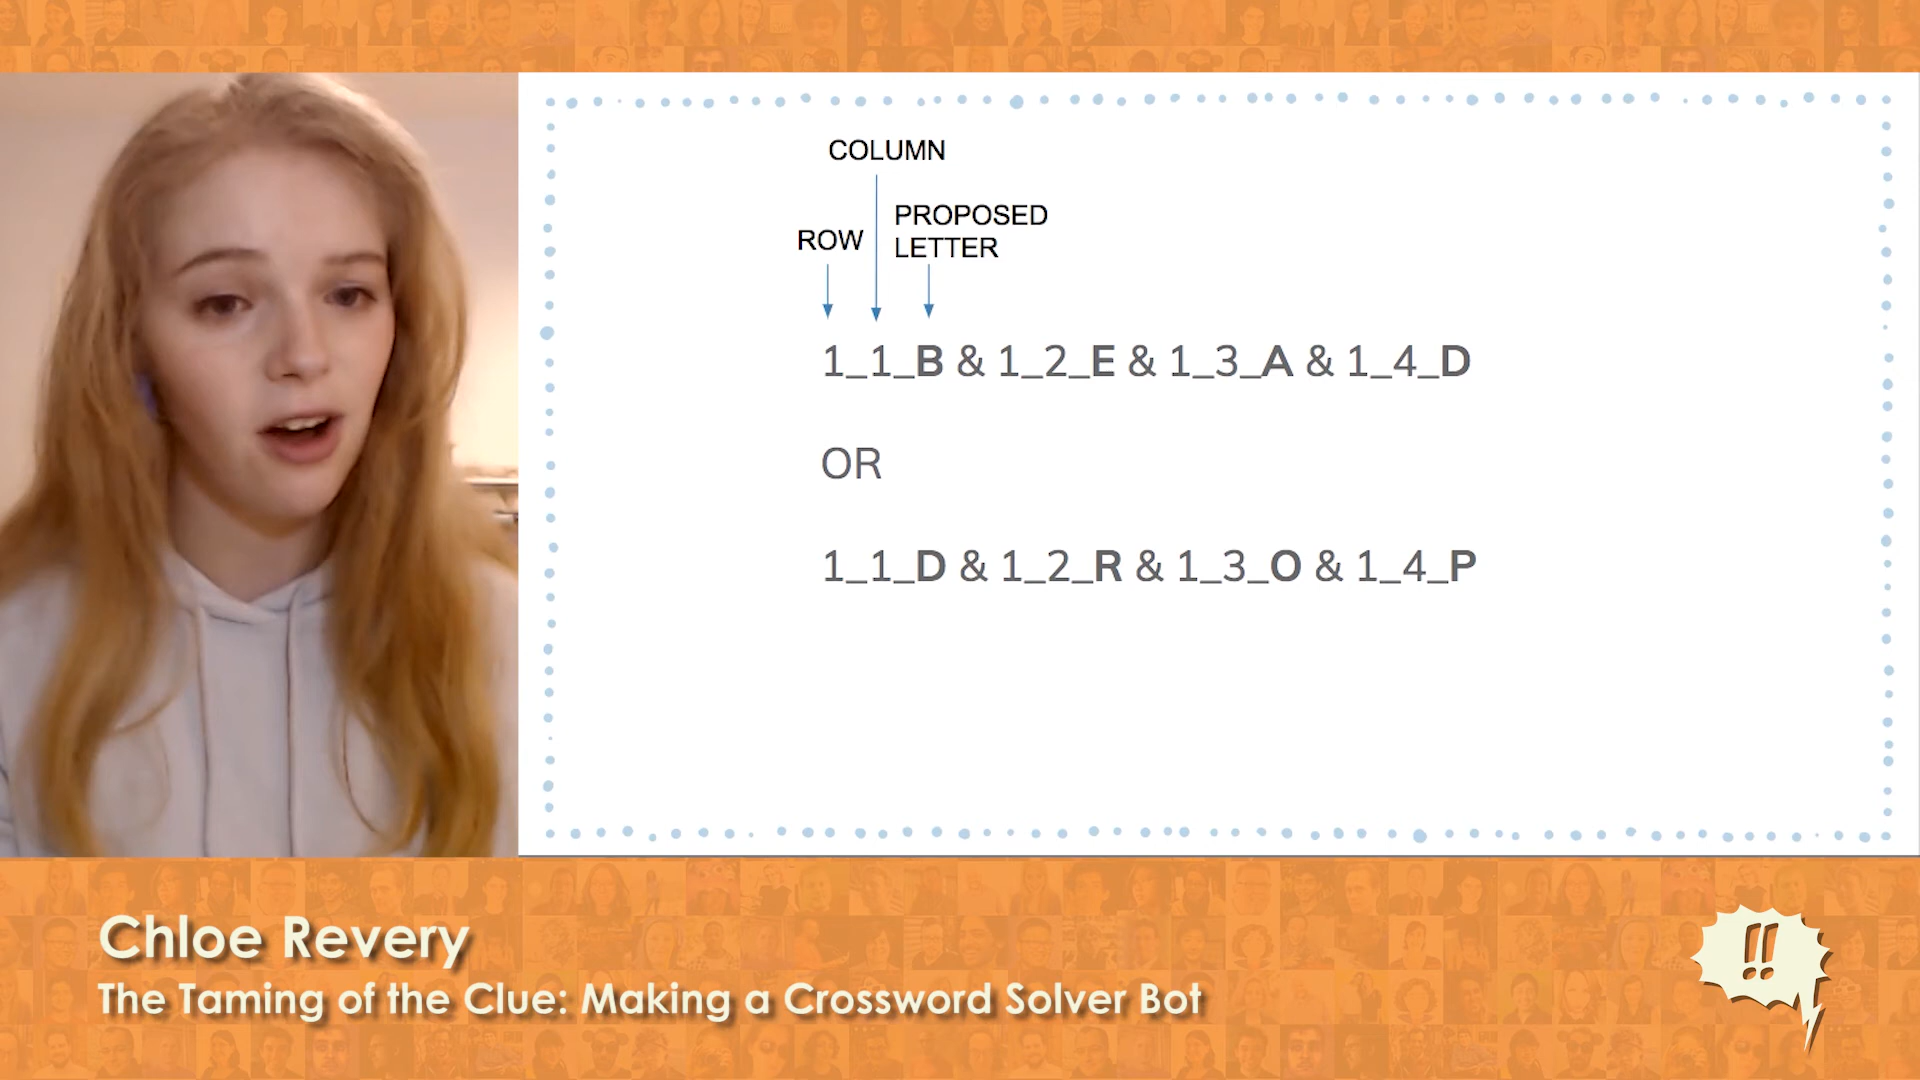 COLUMN
ROW
PROPOSED
LETTER
1_1_B & 1_2_E & 1_3_A & 1_4_D
OR
1_1_D & 1_2_R & 1_3_O & 1_4_P
Chloe Revery
The Taming of the Clue: Making a Crossword Solver Bot
!!